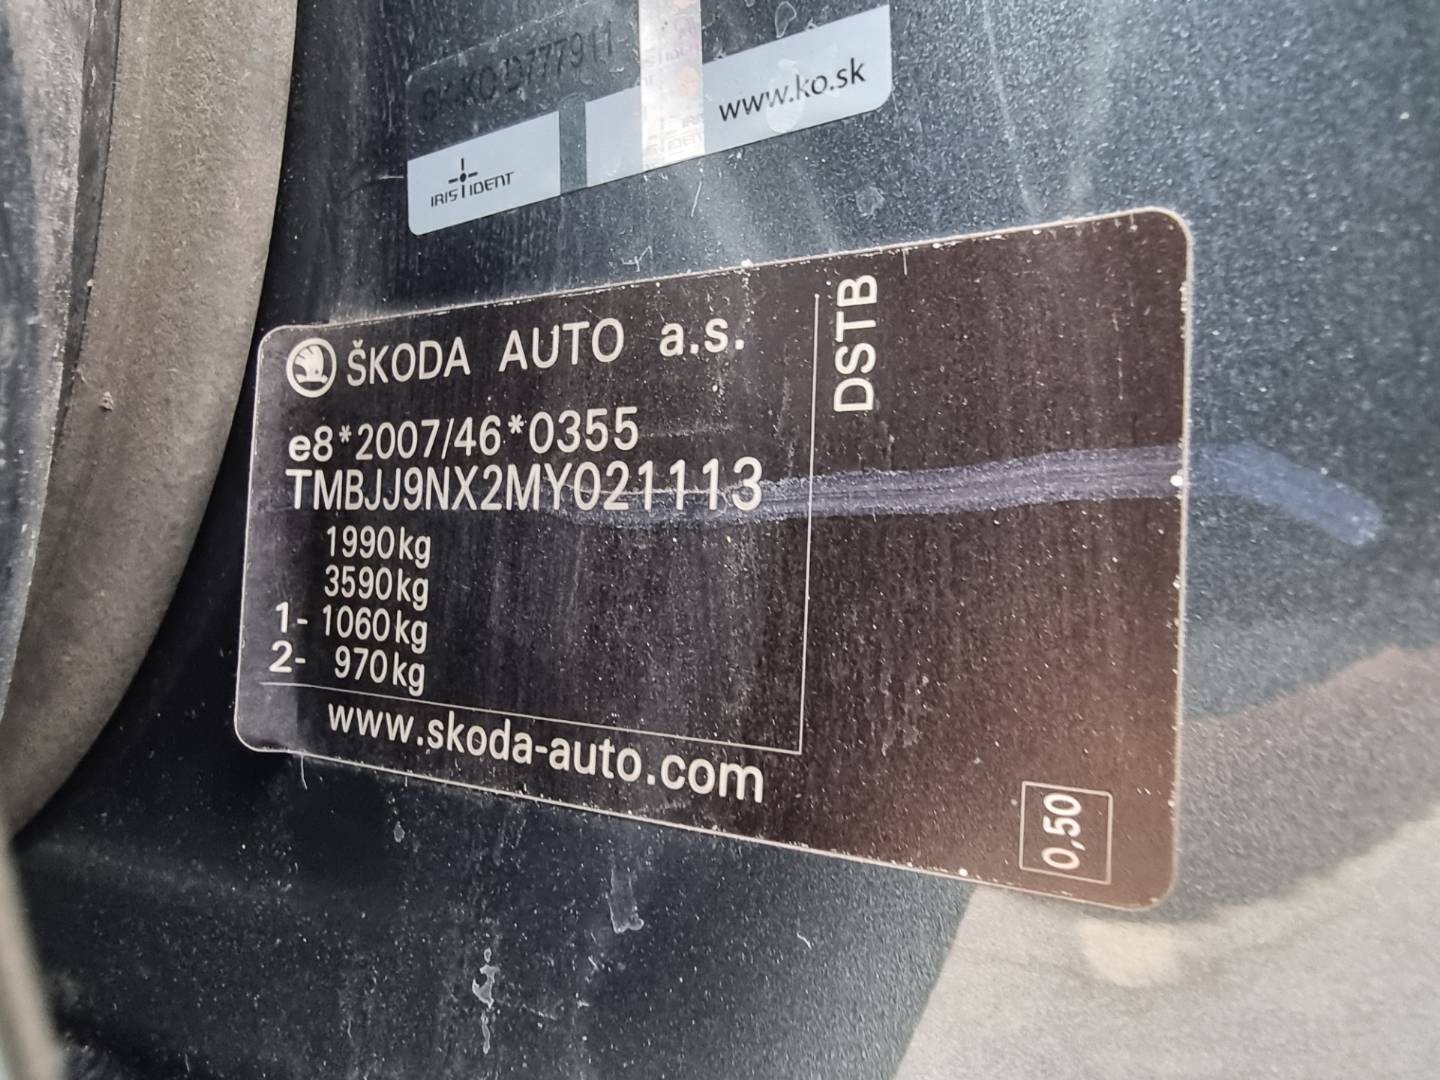 www.ko.sk
IRIS IDENT
ŠKODA AUTO a.s.
DSTB
e8*2007/46*0355
TMBJJ9NX2MY021113
1990kg
3590kg
1- 1060kg
2- 970kg
www.skoda-auto.com
0,50